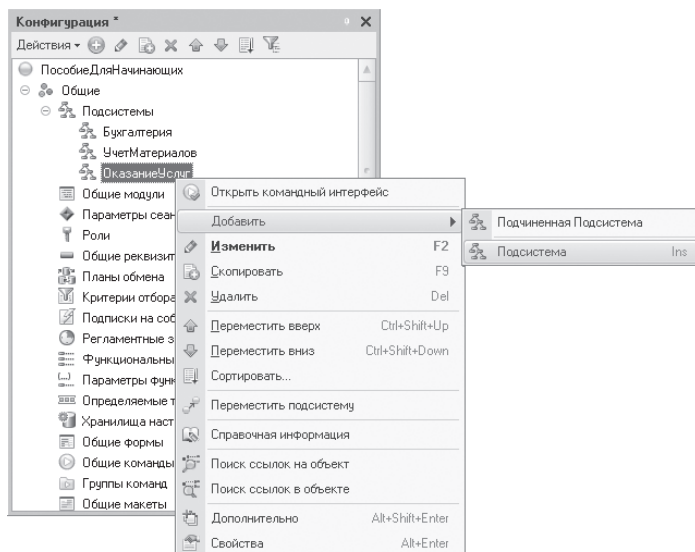 Конфигурация *
Действия
ПособиеДляНачинающих
Общие
Подсистемы
Бухгалтерия
УчетМатериалов
ОказаниеУслуг
Общие модули
Параметры сеан
Роли
Общие реквизит
Планы обмена
Критерии отбора
Подписки на соб
Регламентные з
Функциональны
Параметры функ
Определяемые т
Хранилища наст
Общие формы
Общие команды
Группы команд
Общие макеты
Открыть командный интерфейс
Добавить
Изменить F2
Скопировать F9
Удалить Del
Переместить вверх Ctrl+Shift+Up
Переместить вниз Ctrl+Shift+Down
Сортировать...
Переместить подсистему
Справочная информация
Поиск ссылок на объект
Поиск ссылок в объекте
Дополнительно Alt+Shift+Enter
Свойства Alt+Enter
Подчиненная Подсистема
Подсистема Ins